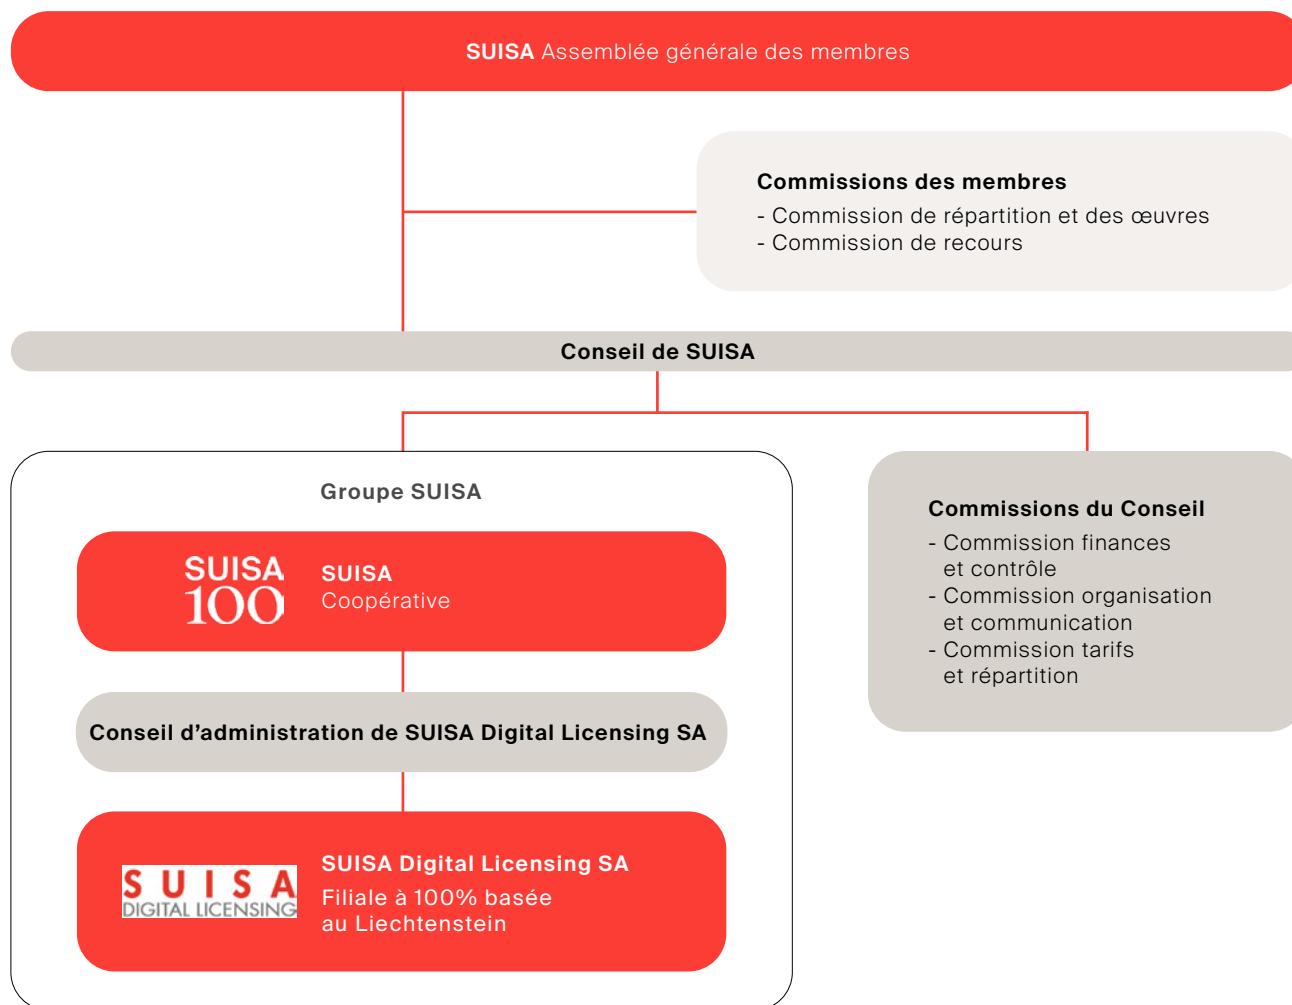 SUISA Assemblée générale des membres
Commissions des membres
- Commission de répartition et des œuvres
- Commission de recours
Conseil de SUISA
Groupe SUISA
SUISA
100
SUISA
Coopérative
Conseil d’administration de SUISA Digital Licensing SA
SUISA
DIGITAL LICENSING
SUISA Digital Licensing SA
Filiale à 100% basée
au Liechtenstein
Commissions du Conseil
- Commission finances
et contrôle
- Commission organisation
et communication
- Commission tarifs
et répartition